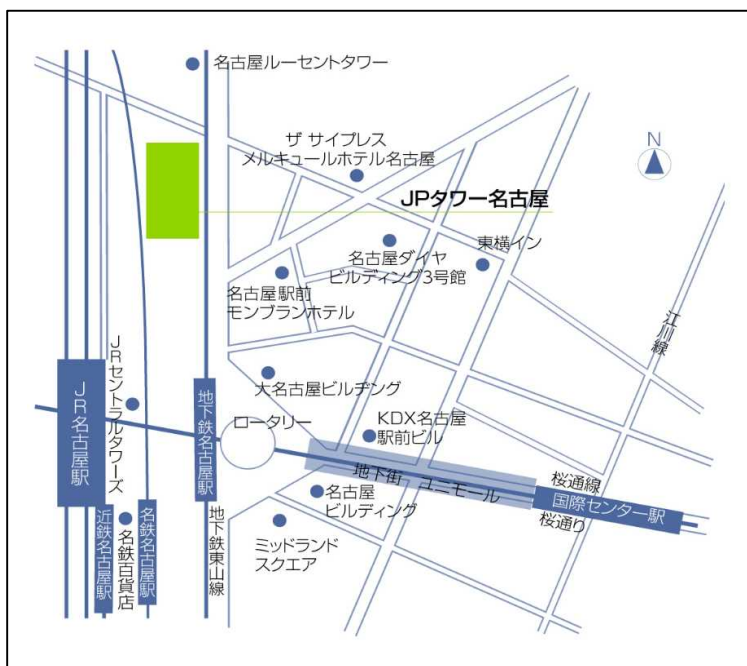 名古屋ルーセントタワー
ザ サイプレス
メルキュールホテル名古屋
N
JPタワー名古屋
東横イン
名古屋ダイヤ
ビルディング3号館
名古屋駅前
モンブランホテル
江川線
JRセントラルタワーズ
大名古屋ビルヂング
JR名古屋駅
地下鉄名古屋駅
ロータリー
KDX名古屋
駅前ビル
地下街 ユニモール
桜通線
国際センター駅
桜通り
名古屋
ビルディング
近鉄名古屋駅
名鉄百貨店
名鉄名古屋駅
地下鉄東山線
ミッドランド
スクエア